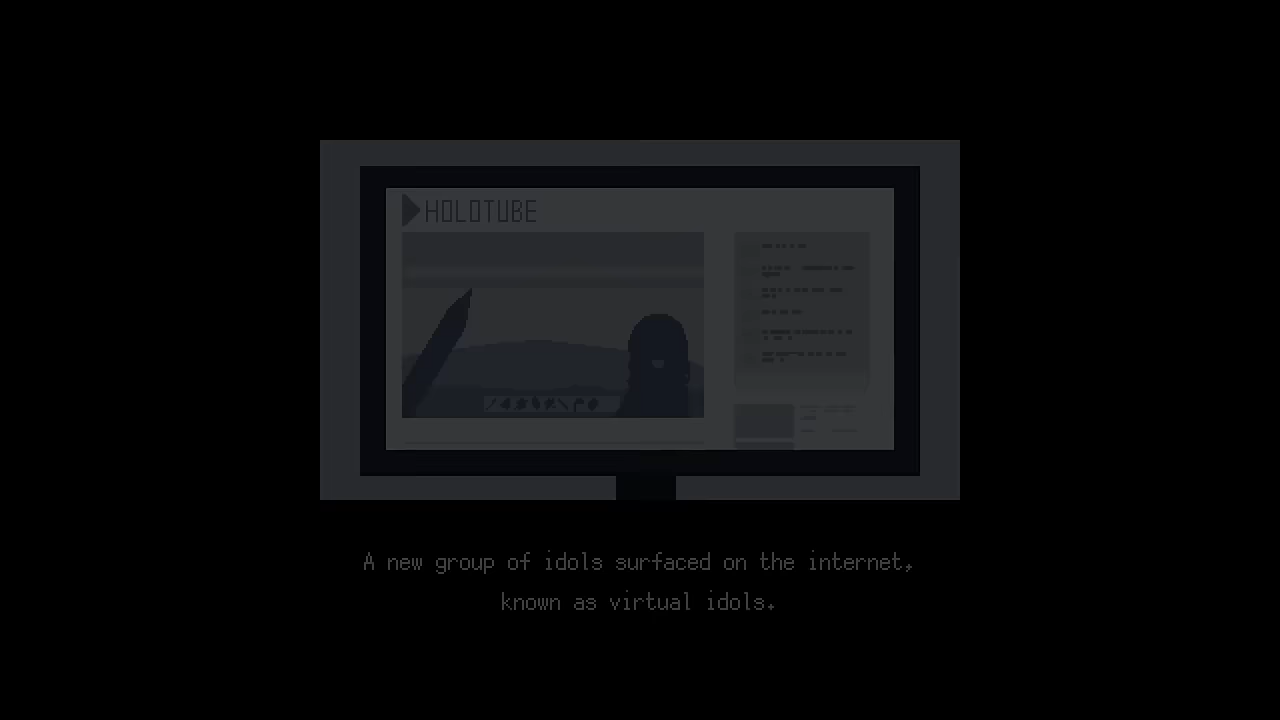 HOLOTUBE
A new group of idols surfaced on the internet,
known as virtual idols.